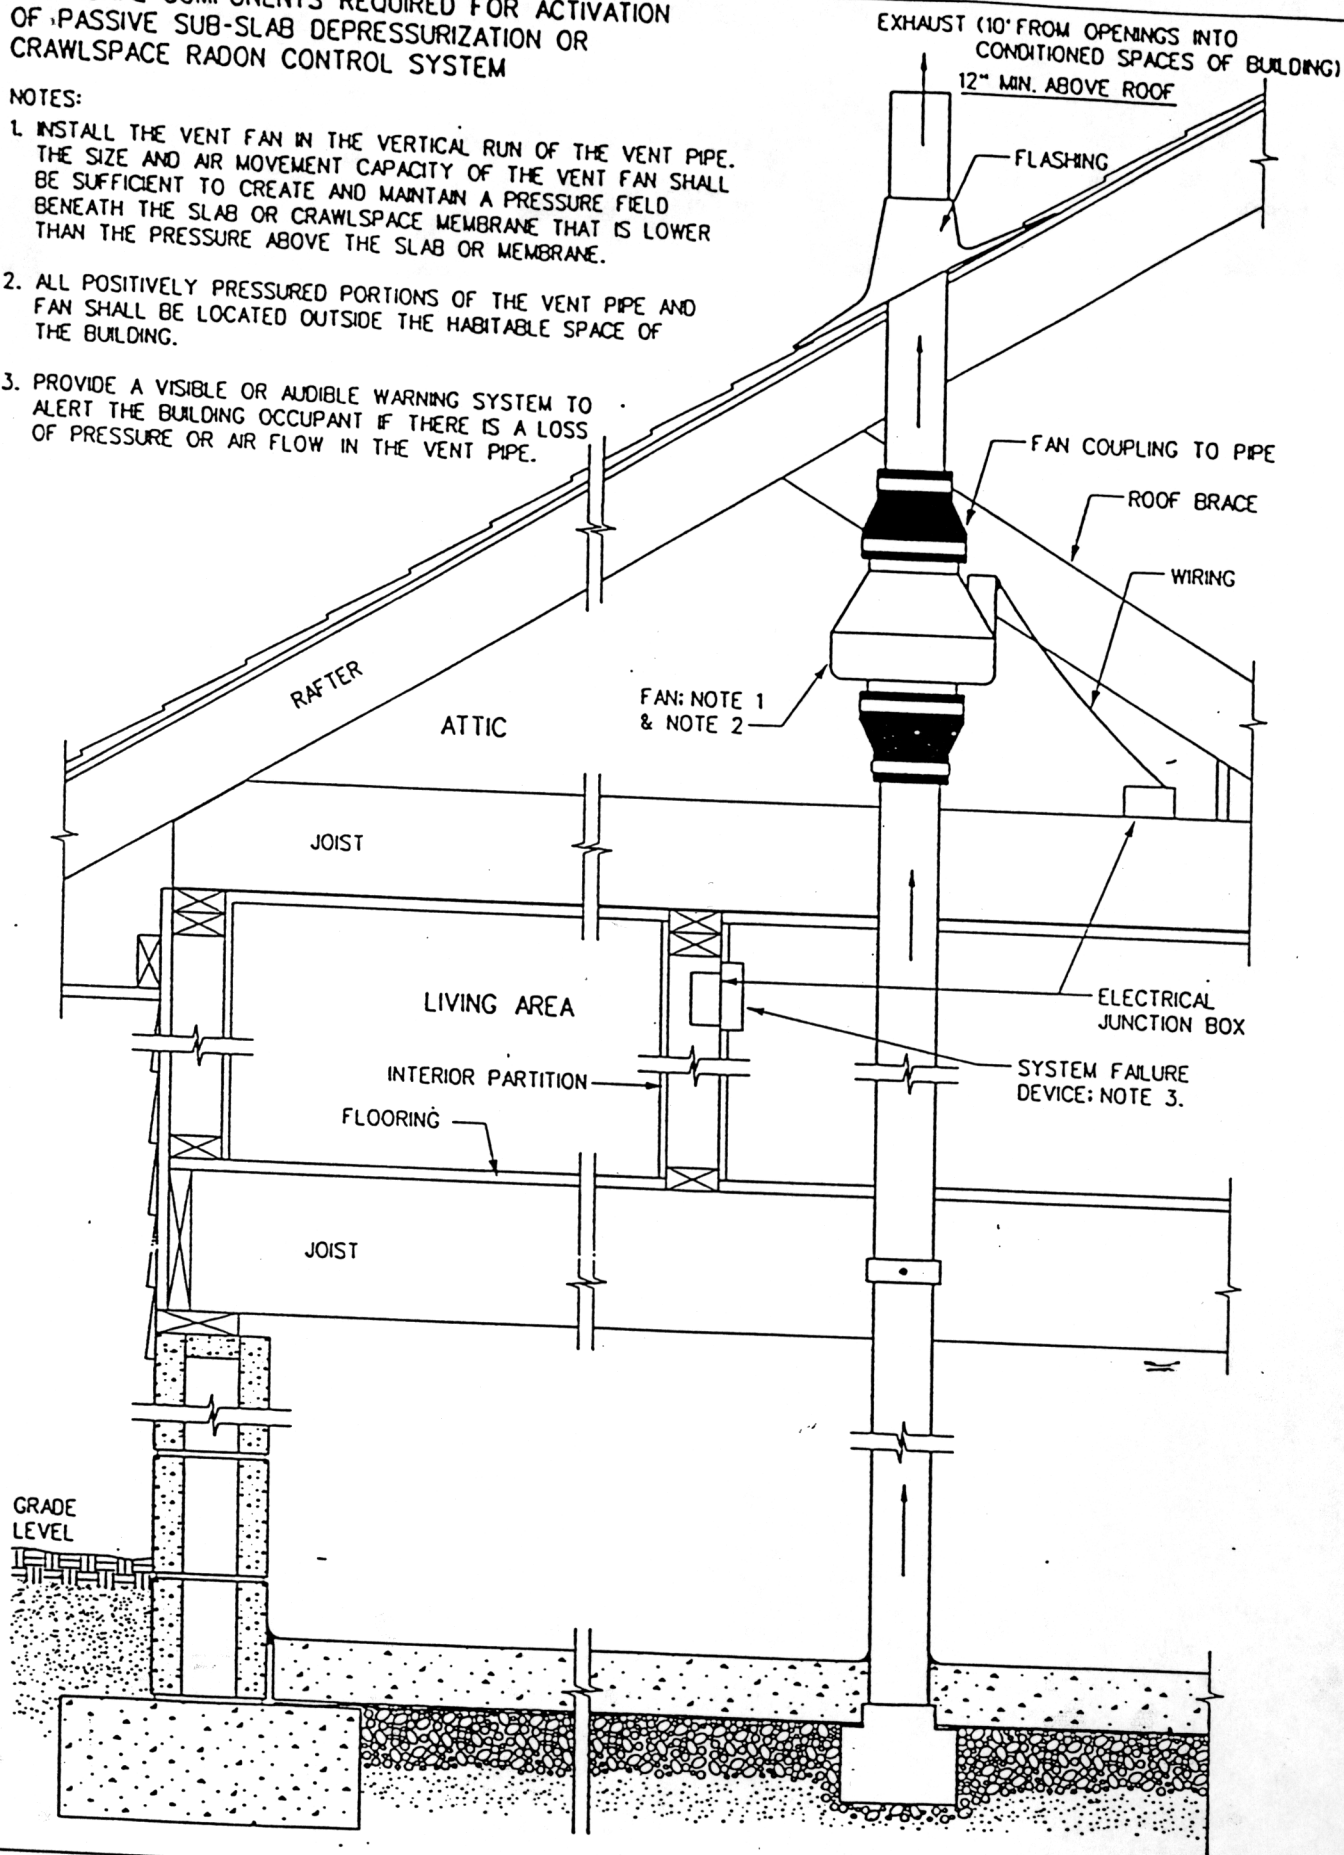 COMPONENTS REQUIRED FOR ACTIVATION
OF PASSIVE SUB-SLAB DEPRESSURIZATION OR
CRAWLSPACE RADON CONTROL SYSTEM
NOTES:
1. INSTALL THE VENT FAN IN THE VERTICAL RUN OF THE VENT PIPE.
THE SIZE AND AIR MOVEMENT CAPACITY OF THE VENT FAN SHALL
BE SUFFICIENT TO CREATE AND MAINTAIN A PRESSURE FIELD
BENEATH THE SLAB OR CRAWLSPACE MEMBRANE THAT IS LOWER
THAN THE PRESSURE ABOVE THE SLAB OR MEMBRANE.
2. ALL POSITIVELY PRESSURED PORTIONS OF THE VENT PIPE AND
FAN SHALL BE LOCATED OUTSIDE THE HABITABLE SPACE OF
THE BUILDING.
3. PROVIDE A VISIBLE OR AUDIBLE WARNING SYSTEM TO
ALERT THE BUILDING OCCUPANT IF THERE IS A LOSS
OF PRESSURE OR AIR FLOW IN THE VENT PIPE.
EXHAUST (10' FROM OPENINGS INTO
CONDITIONED SPACES OF BUILDING)
12" MIN. ABOVE ROOF
FLASHING
FAN COUPLING TO PIPE
ROOF BRACE
WIRING
RAFTER
ATTIC
FAN: NOTE 1
& NOTE 2
JOIST
LIVING AREA
ELECTRICAL
JUNCTION BOX
INTERIOR PARTITION
SYSTEM FAILURE
DEVICE: NOTE 3.
FLOORING
JOIST
GRADE
LEVEL